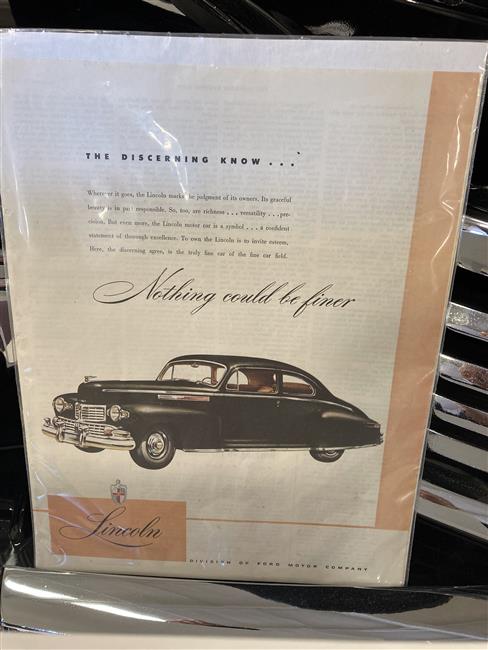 THE DISCERNING KNOW . . .
Wherever it goes, the Lincoln marks the judgment of its owners. Its graceful
beauty is in part responsible. So, too, are richness . . . versatility . . . pre-
cision. But even more, the Lincoln motor car is a symbol . . . a confident
statement of thorough excellence. To own the Lincoln is to invite esteem.
Here, the discerning agree, is the truly fine car of the fine car field.
Nothing could be finer
Lincoln
DIVISION OF FORD MOTOR COMPANY